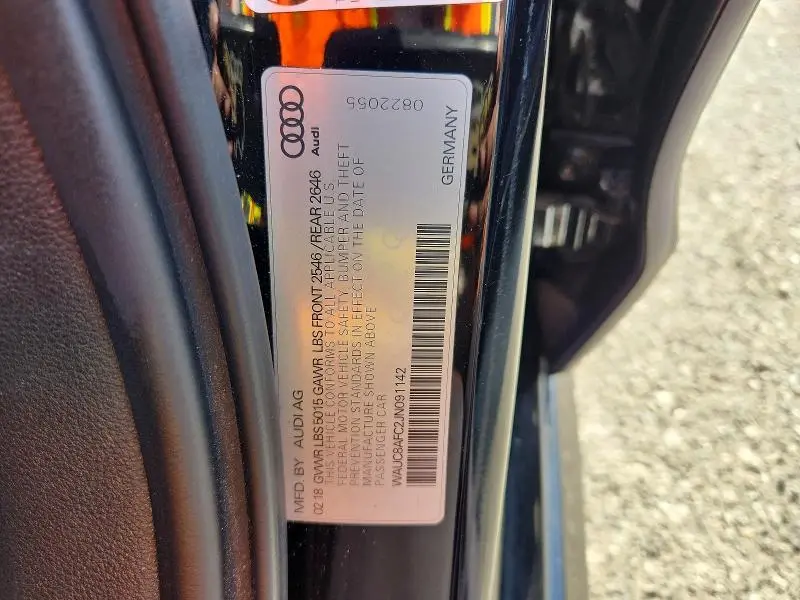 MFD. BY AUDI AG
02 18 GVWR LBS 5015 GAWR LBS FRONT 2546 / REAR 2646
THIS VEHICLE CONFORMS TO ALL APPLICABLE U.S.
FEDERAL MOTOR VEHICLE SAFETY, BUMPER AND THEFT
PREVENTION STANDARDS IN EFFECT ON THE DATE OF
MANUFACTURE SHOWN ABOVE
PASSENGER CAR
WAUC8AFC2JN091142
Audi
GERMANY
0822055